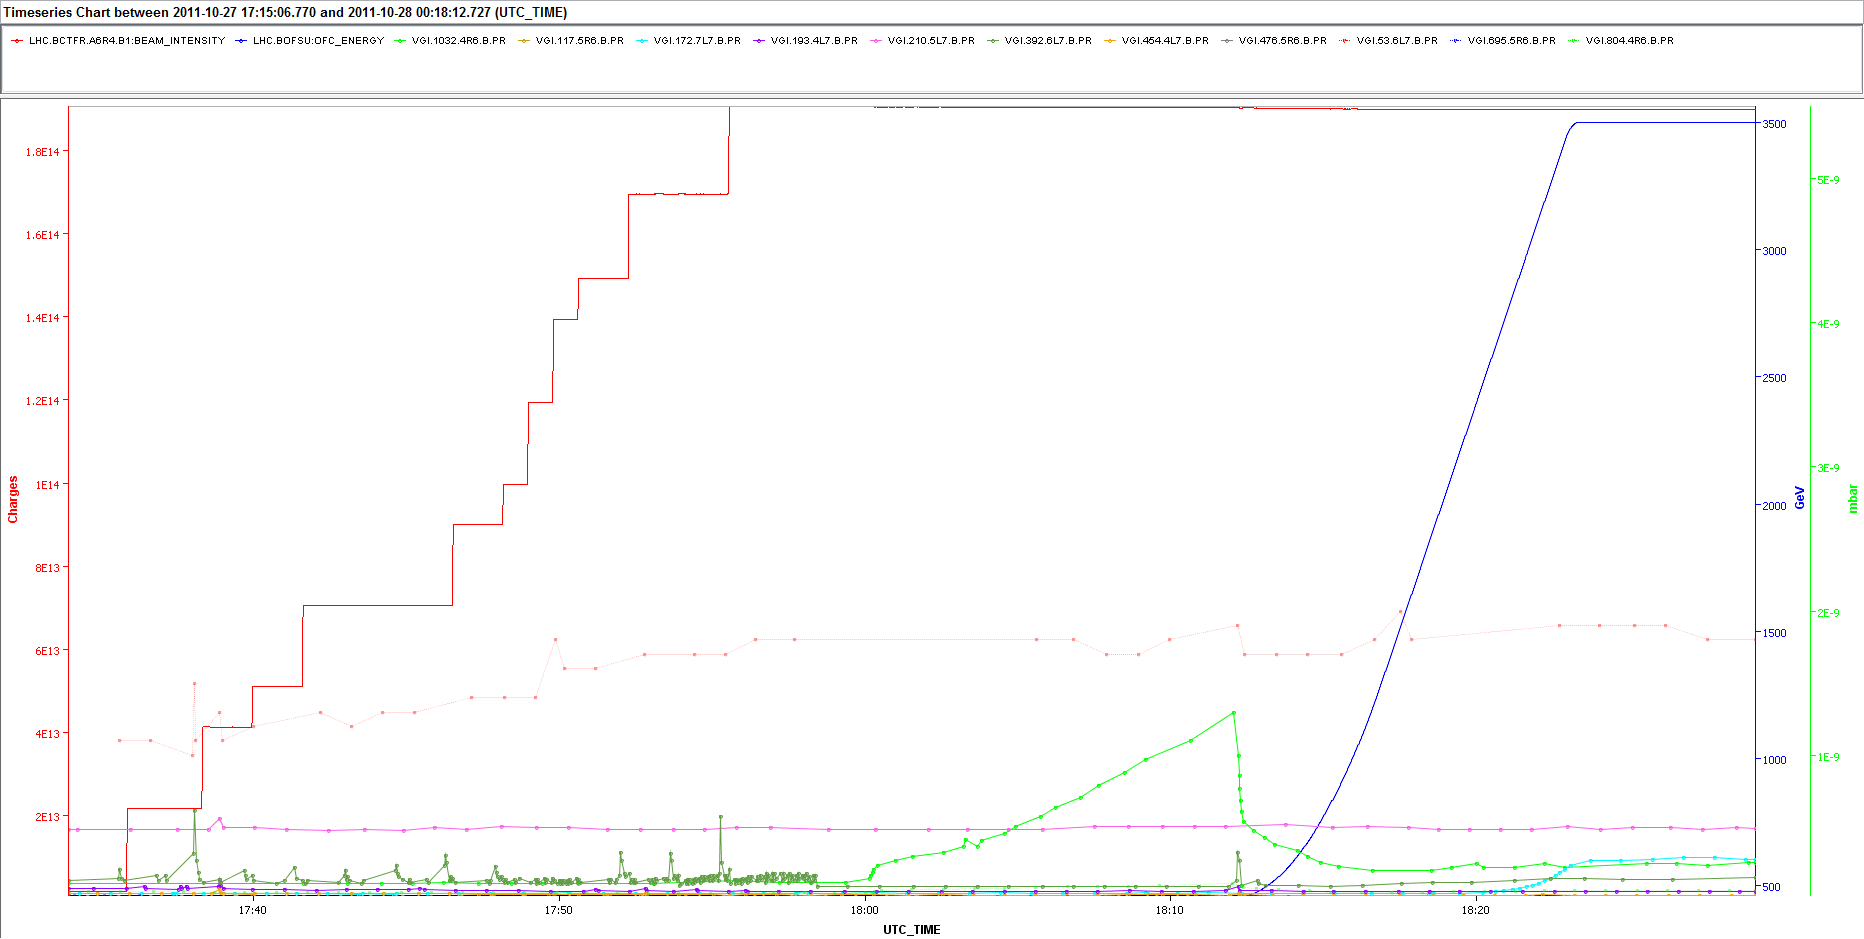 Timeseries Chart between 2011-10-27 17:15:06.770 and 2011-10-28 00:18:12.727 (UTC_TIME)
LHC.BCTFR.A6R4.B1:BEAM_INTENSITY LHC.BOFSU:OFC_ENERGY VGI.1032.4R6.B.PR VGI.117.5R6.B.PR VGI.172.7L7.B.PR VGI.193.4L7.B.PR VGI.210.5L7.B.PR VGI.392.6L7.B.PR VGI.454.4L7.B.PR VGI.476.5R6.B.PR VGI.53.6L7.B.PR VGI.695.5R6.B.PR VGI.804.4R6.B.PR
Charges
1.8E14
1.6E14
1.4E14
1.2E14
1E14
8E13
6E13
4E13
2E13
3500
3000
2500
2000
1500
1000
500
GeV
5E-9
4E-9
3E-9
2E-9
1E-9
mbar
17:40 17:50 18:00 18:10 18:20
UTC_TIME